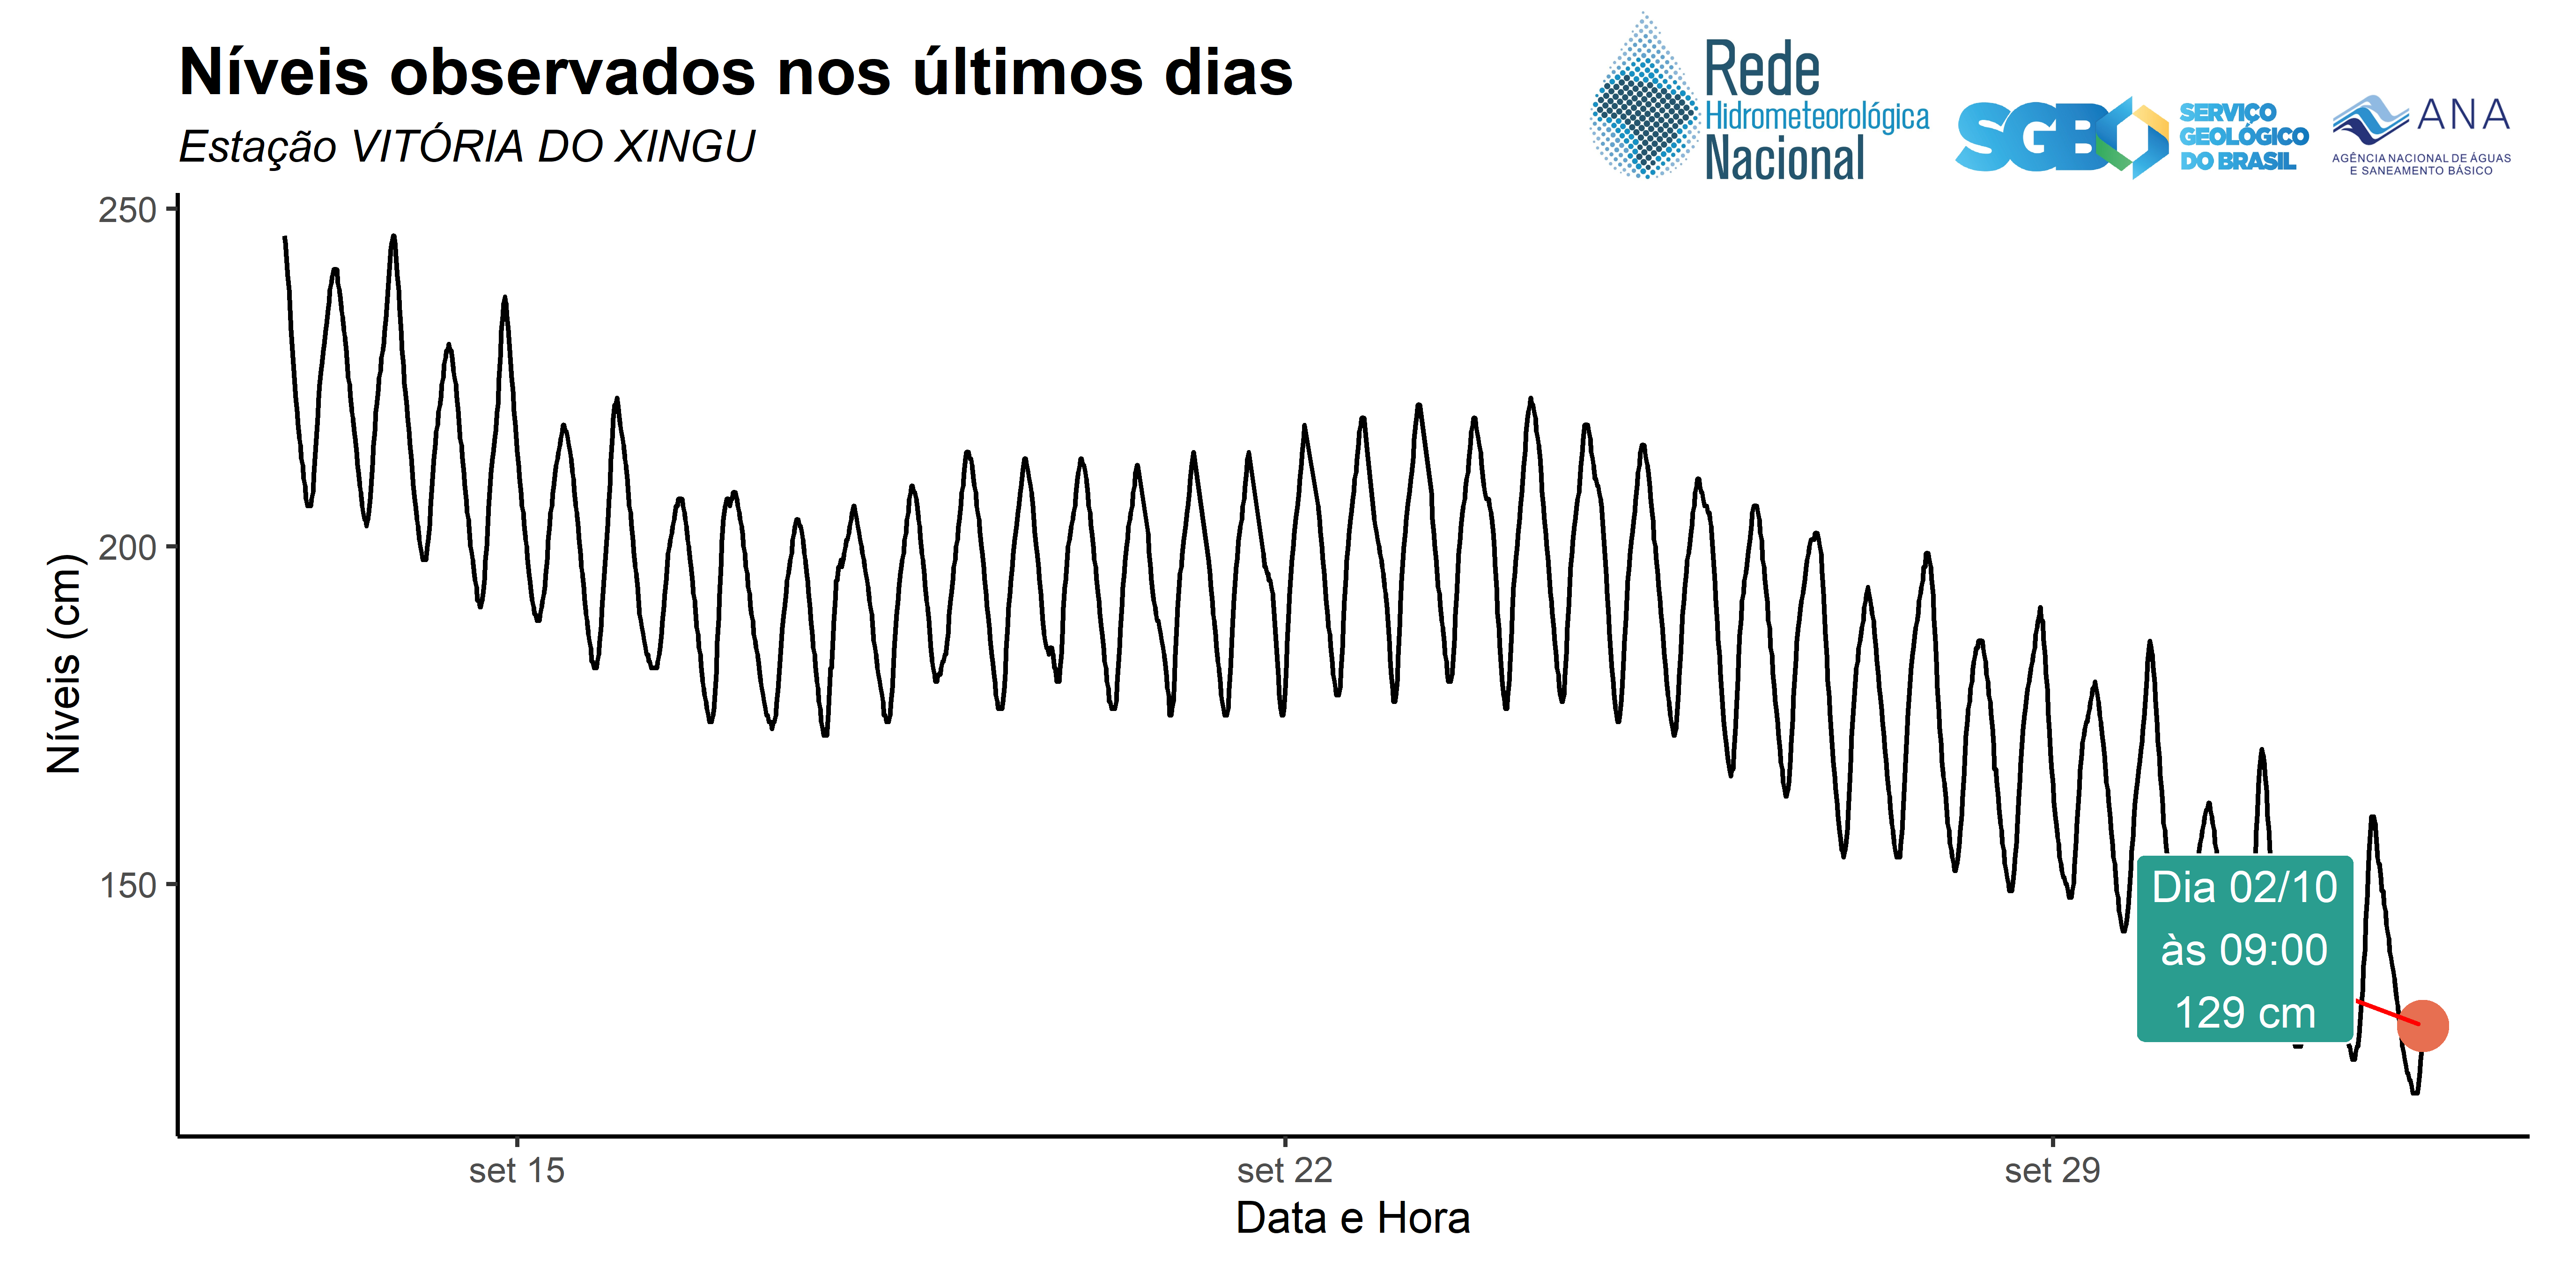 Níveis observados nos últimos dias
Estação VITÓRIA DO XINGU
Rede
Hidrometeorológica
Nacional
SGB
SERVIÇO
GEOLÓGICO
DO BRASIL
ANA
AGÊNCIA NACIONAL DE ÁGUAS
E SANEAMENTO BÁSICO
Níveis (cm)
250
200
150
Dia 02/10
às 09:00
129 cm
set 15
set 22
set 29
Data e Hora